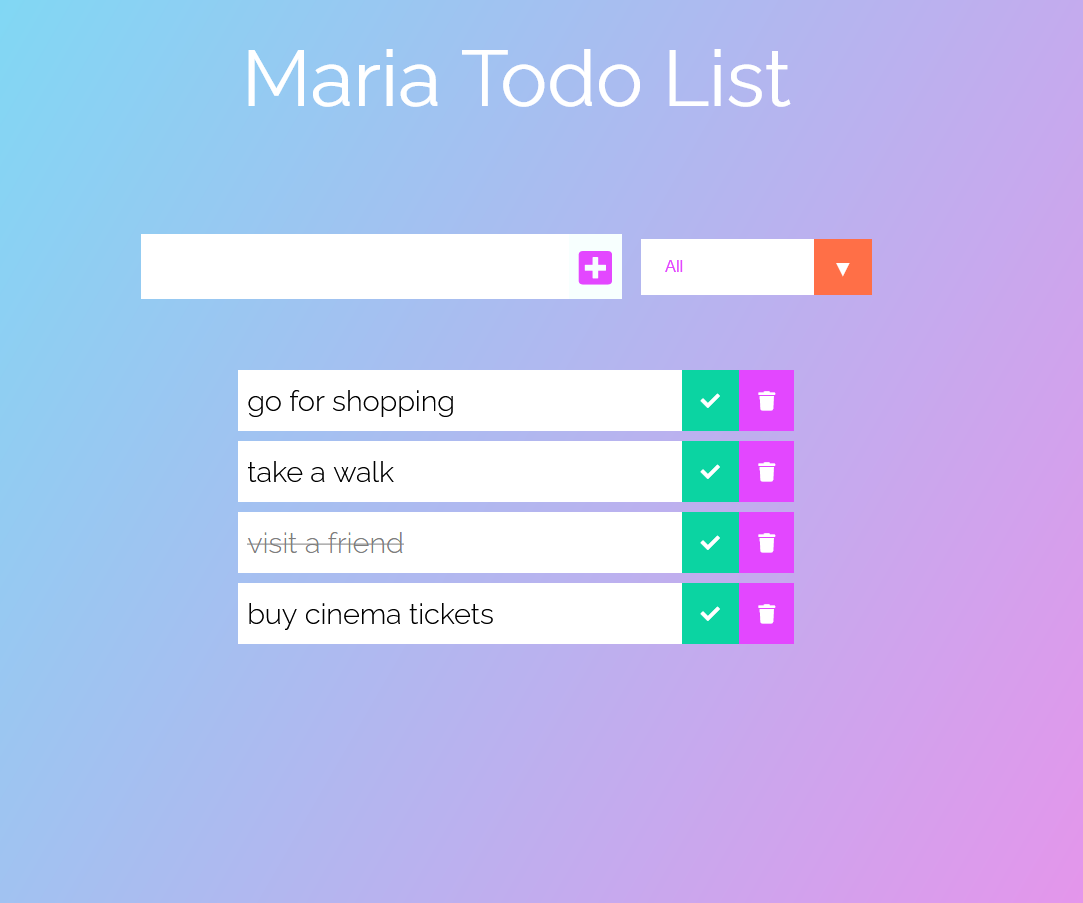 Maria Todo List
All
go for shopping
take a walk
visit a friend
buy cinema tickets